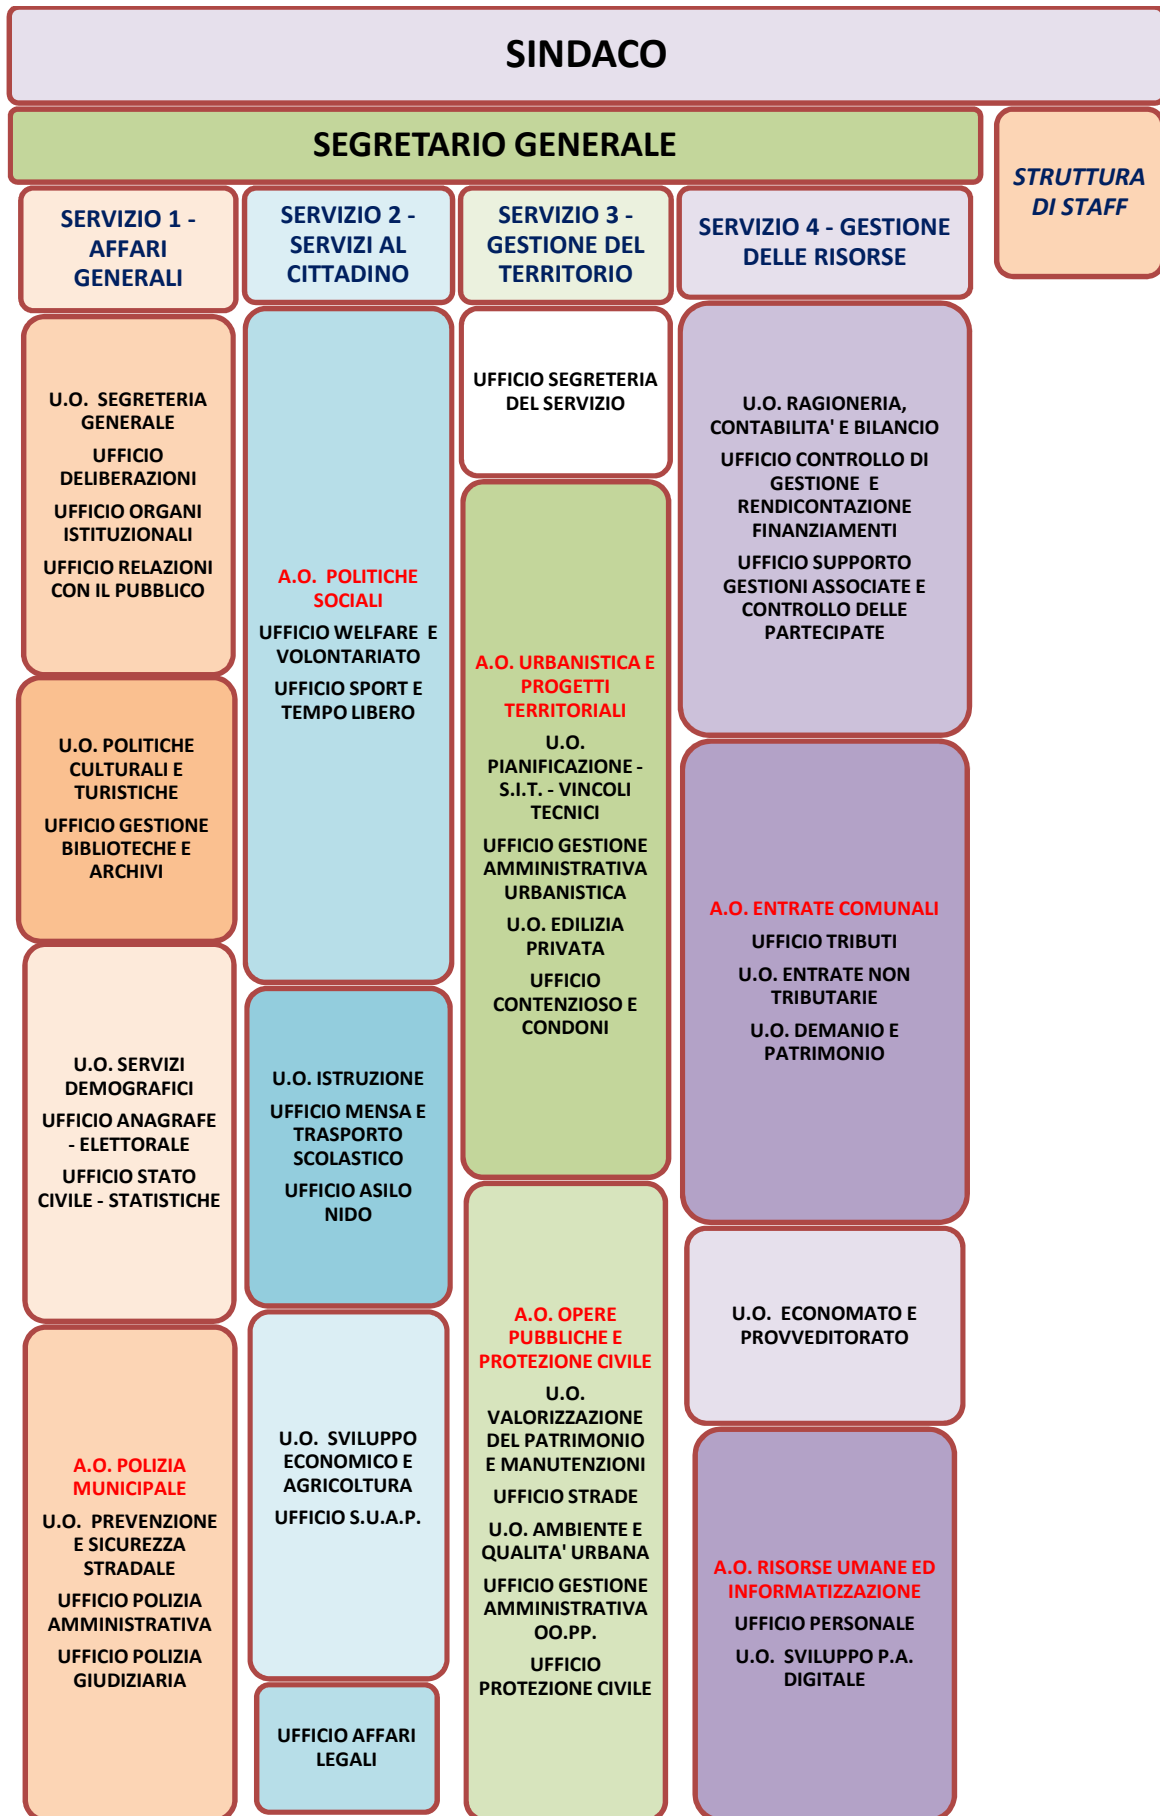 SINDACO
SEGRETARIO GENERALE
STRUTTURA
DI STAFF
SERVIZIO 1 -
AFFARI
GENERALI
U.O. SEGRETERIA
GENERALE
UFFICIO
DELIBERAZIONI
UFFICIO ORGANI
ISTITUZIONALI
UFFICIO RELAZIONI
CON IL PUBBLICO
U.O. POLITICHE
CULTURALI E
TURISTICHE
UFFICIO GESTIONE
BIBLIOTECHE E
ARCHIVI
U.O. SERVIZI
DEMOGRAFICI
UFFICIO ANAGRAFE
- ELETTORALE
UFFICIO STATO
CIVILE - STATISTICHE
A.O. POLIZIA
MUNICIPALE
U.O. PREVENZIONE
E SICUREZZA
STRADALE
UFFICIO POLIZIA
AMMINISTRATIVA
UFFICIO POLIZIA
GIUDIZIARIA
SERVIZIO 2 -
SERVIZI AL
CITTADINO
A.O. POLITICHE
SOCIALI
UFFICIO WELFARE E
VOLONTARIATO
UFFICIO SPORT E
TEMPO LIBERO
U.O. ISTRUZIONE
UFFICIO MENSA E
TRASPORTO
SCOLASTICO
UFFICIO ASILO
NIDO
U.O. SVILUPPO
ECONOMICO E
AGRICOLTURA
UFFICIO S.U.A.P.
UFFICIO AFFARI
LEGALI
SERVIZIO 3 -
GESTIONE DEL
TERRITORIO
UFFICIO SEGRETERIA
DEL SERVIZIO
A.O. URBANISTICA E
PROGETTI
TERRITORIALI
U.O.
PIANIFICAZIONE -
S.I.T. - VINCOLI
TECNICI
UFFICIO GESTIONE
AMMINISTRATIVA
URBANISTICA
U.O. EDILIZIA
PRIVATA
UFFICIO
CONTENZIOSO E
CONDONI
A.O. OPERE
PUBBLICHE E
PROTEZIONE CIVILE
U.O.
VALORIZZAZIONE
DEL PATRIMONIO
E MANUTENZIONI
UFFICIO STRADE
U.O. AMBIENTE E
QUALITA' URBANA
UFFICIO GESTIONE
AMMINISTRATIVA
OO.PP.
UFFICIO
PROTEZIONE CIVILE
SERVIZIO 4 - GESTIONE
DELLE RISORSE
U.O. RAGIONERIA,
CONTABILITA' E BILANCIO
UFFICIO CONTROLLO DI
GESTIONE E
RENDICONTAZIONE
FINANZIAMENTI
UFFICIO SUPPORTO
GESTIONI ASSOCIATE E
CONTROLLO DELLE
PARTECIPATE
A.O. ENTRATE COMUNALI
UFFICIO TRIBUTI
U.O. ENTRATE NON
TRIBUTARIE
U.O. DEMANIO E
PATRIMONIO
U.O. ECONOMATO E
PROVVEDITORATO
A.O. RISORSE UMANE ED
INFORMATIZZAZIONE
UFFICIO PERSONALE
U.O. SVILUPPO P.A.
DIGITALE